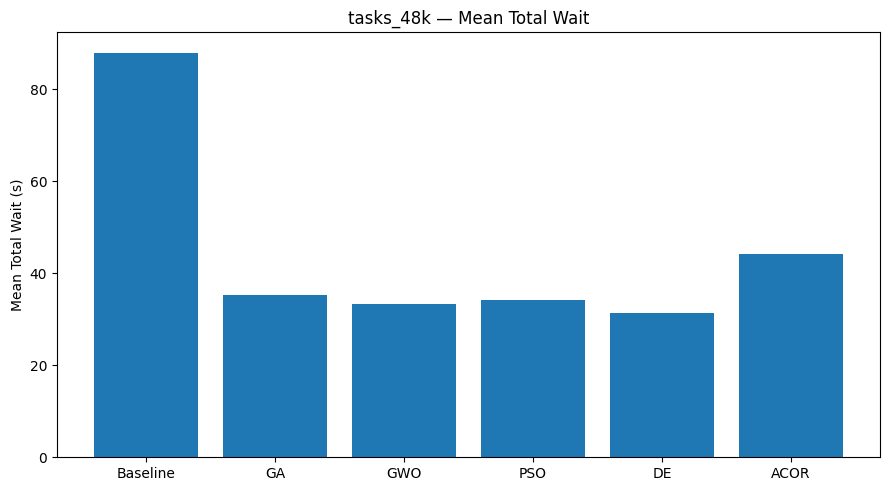 tasks_48k — Mean Total Wait
Mean Total Wait (s)
80
60
40
20
0
Baseline GA GWO PSO DE ACOR